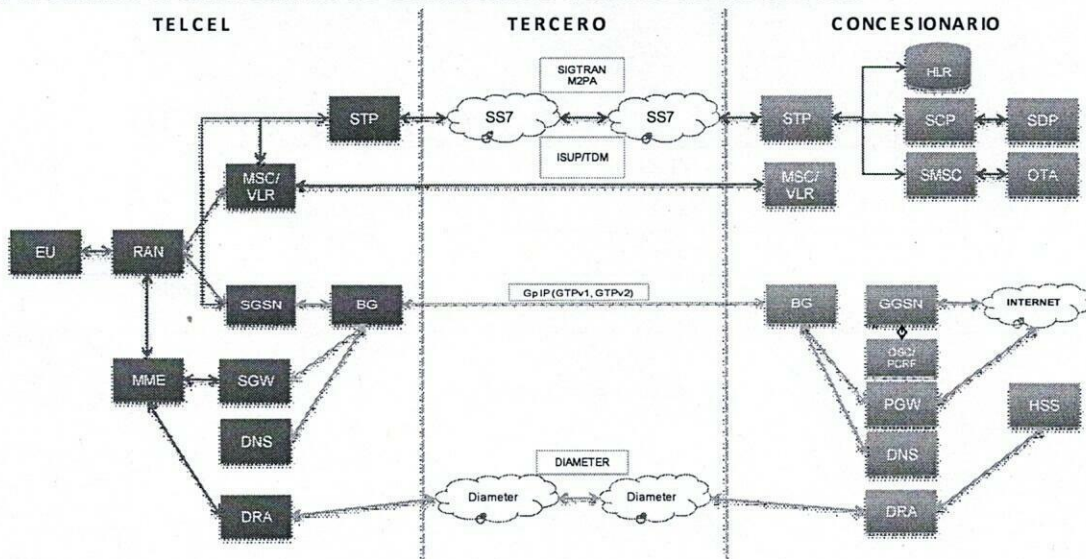 TELCEL
TERCERO
CONCESIONARIO
SIGTRAN
M2PA
HLR
STP
SS7
SS7
STP
SCP
SDP
ISUP/TDM
MSC/
VLR
MSC/
VLR
SMSC
OTA
EU
RAN
SGSN
BG
GpIP (GTPv1, GTPv2)
BG
GGSN
INTERNET
OSC/
PCRF
MME
SGW
PGW
HSS
DNS
DNS
DIAMETER
Diameter
Diameter
DRA
DRA